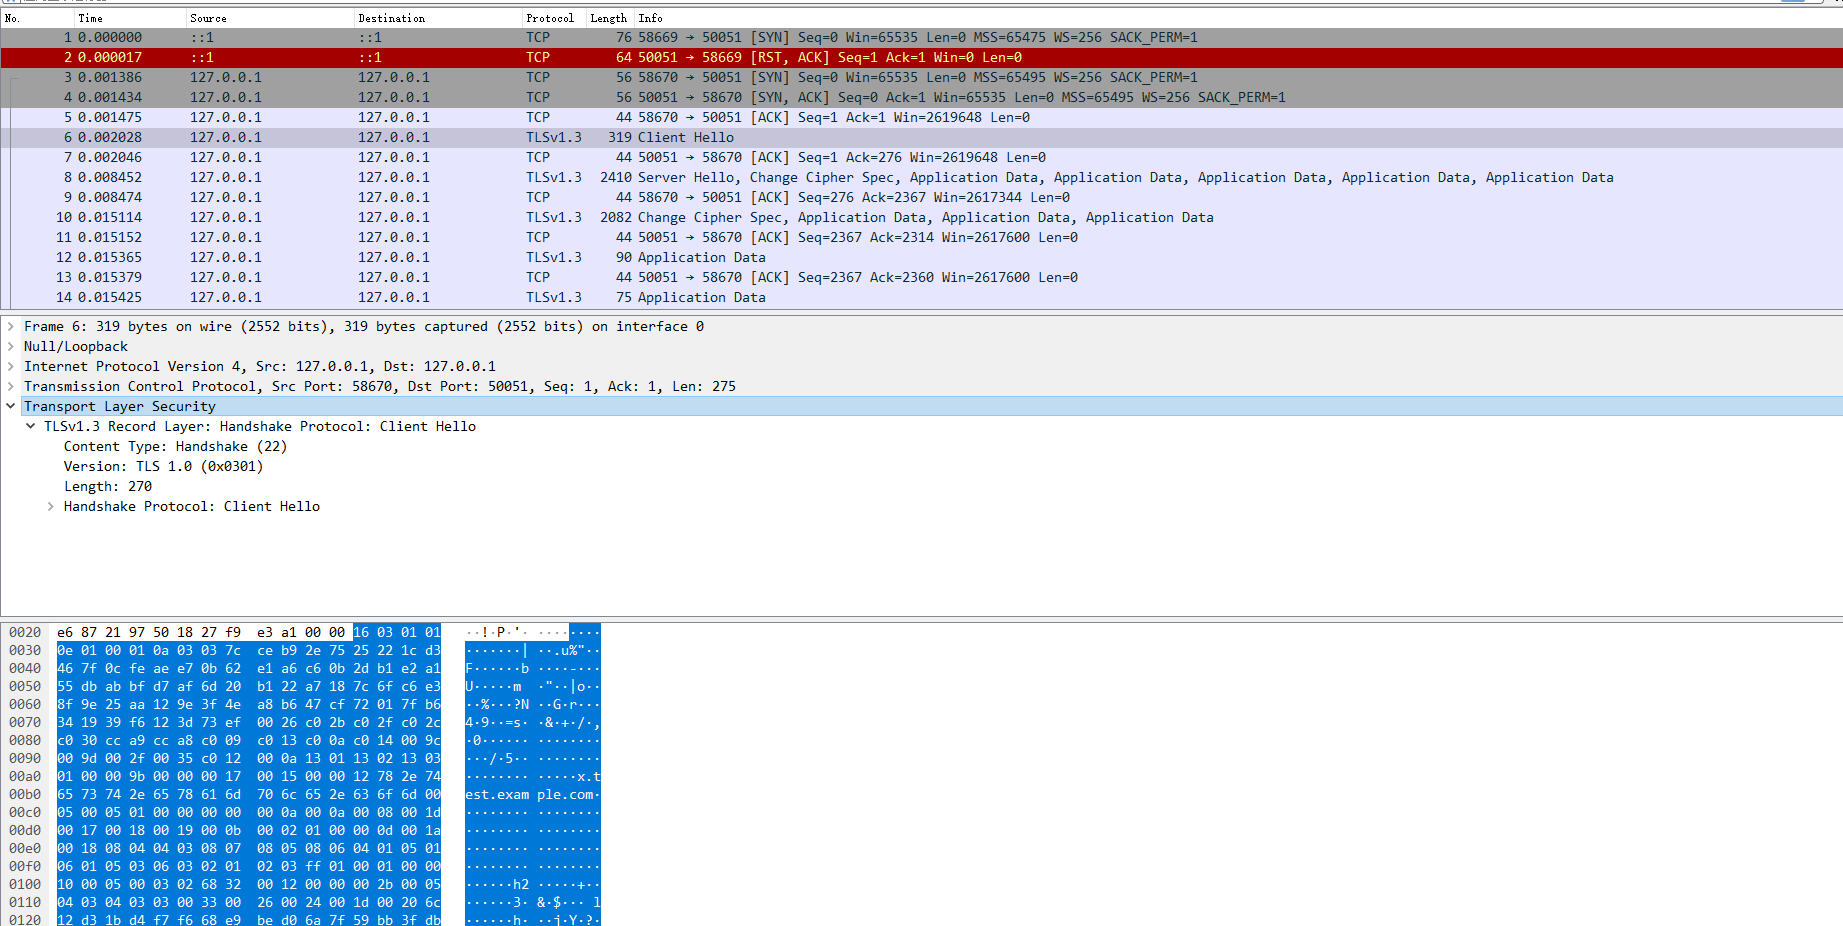 No. Time Source Destination Protocol Length Info
1 0.000000 ::1 ::1 TCP 76 58669 → 50051 [SYN] Seq=0 Win=65535 Len=0 MSS=65475 WS=256 SACK_PERM=1
2 0.000017 ::1 ::1 TCP 64 50051 → 58669 [RST, ACK] Seq=1 Ack=1 Win=0 Len=0
3 0.001386 127.0.0.1 127.0.0.1 TCP 56 58670 → 50051 [SYN] Seq=0 Win=65535 Len=0 MSS=65495 WS=256 SACK_PERM=1
4 0.001434 127.0.0.1 127.0.0.1 TCP 56 50051 → 58670 [SYN, ACK] Seq=0 Ack=1 Win=65535 Len=0 MSS=65495 WS=256 SACK_PERM=1
5 0.001475 127.0.0.1 127.0.0.1 TCP 44 58670 → 50051 [ACK] Seq=1 Ack=1 Win=2619648 Len=0
6 0.002028 127.0.0.1 127.0.0.1 TLSv1.3 319 Client Hello
7 0.002046 127.0.0.1 127.0.0.1 TCP 44 50051 → 58670 [ACK] Seq=1 Ack=276 Win=2619648 Len=0
8 0.008452 127.0.0.1 127.0.0.1 TLSv1.3 2410 Server Hello, Change Cipher Spec, Application Data, Application Data, Application Data, Application Data, Application Data
9 0.008474 127.0.0.1 127.0.0.1 TCP 44 58670 → 50051 [ACK] Seq=276 Ack=2367 Win=2617344 Len=0
10 0.015114 127.0.0.1 127.0.0.1 TLSv1.3 2082 Change Cipher Spec, Application Data, Application Data, Application Data
11 0.015152 127.0.0.1 127.0.0.1 TCP 44 50051 → 58670 [ACK] Seq=2367 Ack=2314 Win=2617600 Len=0
12 0.015365 127.0.0.1 127.0.0.1 TLSv1.3 90 Application Data
13 0.015379 127.0.0.1 127.0.0.1 TCP 44 50051 → 58670 [ACK] Seq=2367 Ack=2360 Win=2617600 Len=0
14 0.015425 127.0.0.1 127.0.0.1 TLSv1.3 75 Application Data
Frame 6: 319 bytes on wire (2552 bits), 319 bytes captured (2552 bits) on interface 0
Null/Loopback
Internet Protocol Version 4, Src: 127.0.0.1, Dst: 127.0.0.1
Transmission Control Protocol, Src Port: 58670, Dst Port: 50051, Seq: 1, Ack: 1, Len: 275
Transport Layer Security
TLSv1.3 Record Layer: Handshake Protocol: Client Hello
Content Type: Handshake (22)
Version: TLS 1.0 (0x0301)
Length: 270
Handshake Protocol: Client Hello
0020 e6 87 21 97 50 18 27 f9 e3 a1 00 00 16 03 01 01 ··!·P·'· ········
0030 0e 01 00 01 0a 03 03 7c ce b9 2e 75 25 22 1c d3 ·······| ··.u%"··
0040 46 7f 0c fe ae e7 0b 62 e1 a6 c6 0b 2d b1 e2 a1 F······b ····-···
0050 55 db ab bf d7 af 6d 20 b1 22 a7 18 7c 6f c6 e3 U·····m ·"··|o··
0060 8f 9e 25 aa 12 9e 3f 4e a8 b6 47 cf 72 01 7f b6 ··%···?N ··G·r···
0070 34 19 39 f6 12 3d 73 ef 00 26 c0 2b c0 2f c0 2c 4·9··=s· ·&·+·/·,
0080 c0 30 cc a9 cc a8 c0 09 c0 13 c0 0a c0 14 00 9c ·0······ ········
0090 00 9d 00 2f 00 35 c0 12 00 0a 13 01 13 02 13 03 ···/·5·· ········
00a0 01 00 00 9b 00 00 00 17 00 15 00 00 12 78 2e 74 ········ ·····x.t
00b0 65 73 74 2e 65 78 61 6d 70 6c 65 2e 63 6f 6d 00 est.exam ple.com·
00c0 05 00 05 01 00 00 00 00 00 0a 00 0a 00 08 00 1d ········ ········
00d0 00 17 00 18 00 19 00 0b 00 02 01 00 00 0d 00 1a ········ ········
00e0 00 18 08 04 04 03 08 07 08 05 08 06 04 01 05 01 ········ ········
00f0 06 01 05 03 06 03 02 01 02 03 ff 01 00 01 00 00 ········ ········
0100 10 00 05 00 03 02 68 32 00 12 00 00 00 2b 00 05 ······h2 ·····+··
0110 04 03 04 03 03 00 33 00 26 00 24 00 1d 00 20 6c ······3· &·$··· l
0120 12 d3 1b d4 f7 f6 68 e9 be d0 6a 7f 59 bb 3f db ······h· ··j·Y·?·